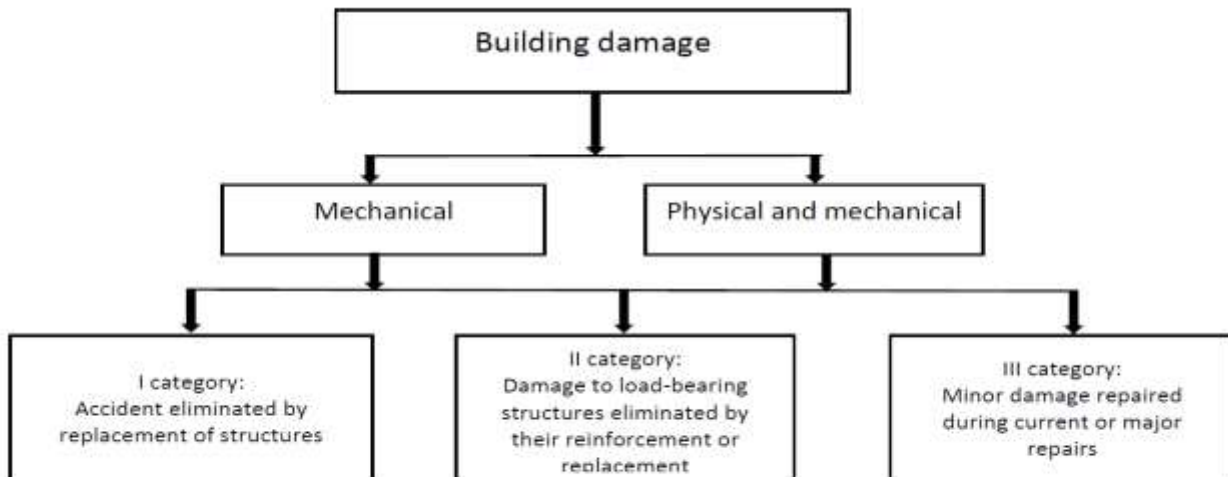 Building damage
Mechanical
Physical and mechanical
I category:
Accident eliminated by
replacement of structures
II category:
Damage to load-bearing
structures eliminated by
their reinforcement or
replacement
III category:
Minor damage repaired
during current or major
repairs